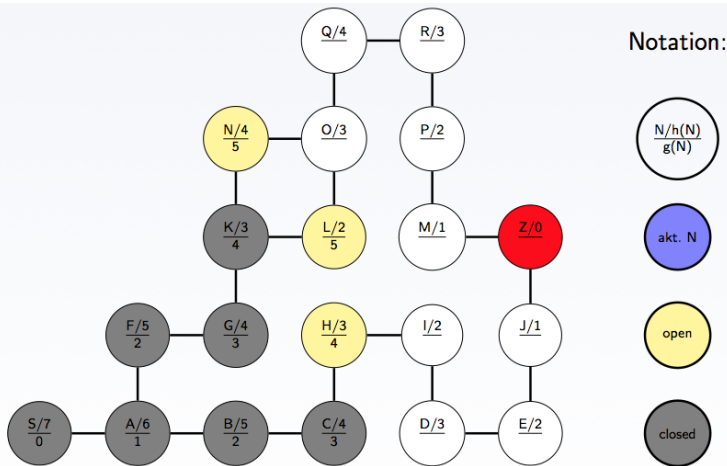 Q/4 R/3
Notation:
N/4
5
O/3 P/2
N/h(N)
g(N)
K/3
4
L/2
5
M/1 Z/0 akt. N
F/5
2
G/4
3
H/3
4
I/2 J/1 open
S/7
0
A/6
1
B/5
2
C/4
3
D/3 E/2 closed